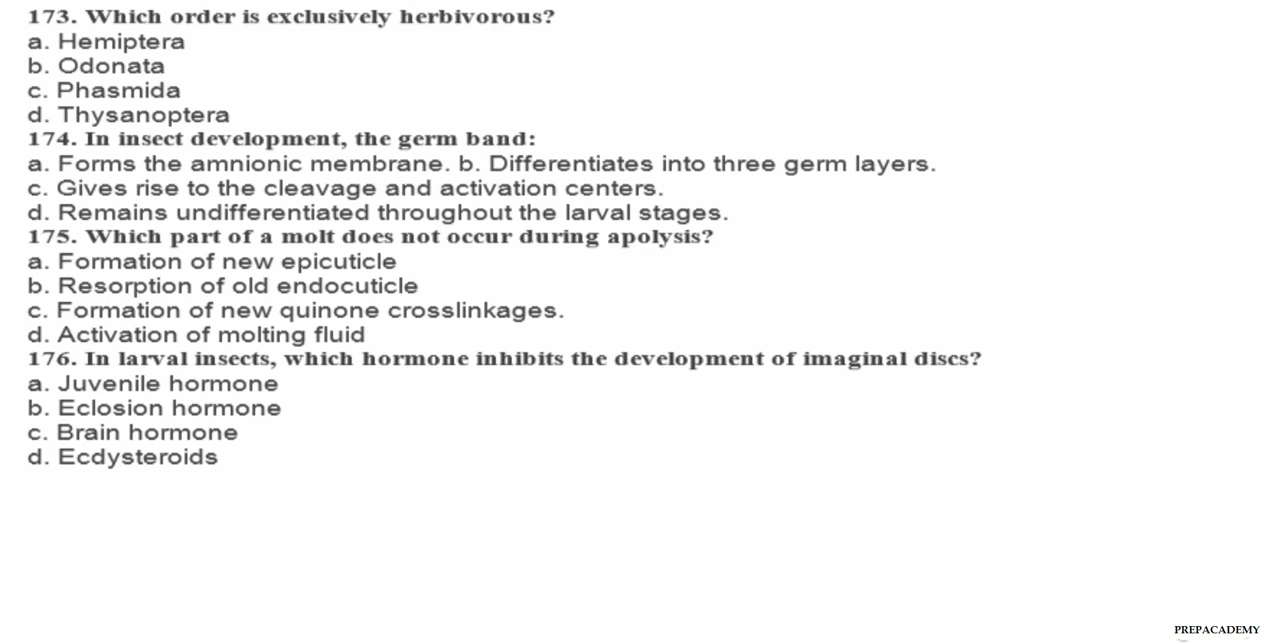 173. Which order is exclusively herbivorous?
a. Hemiptera
b. Odonata
c. Phasmida
d. Thysanoptera
174. In insect development, the germ band:
a. Forms the amnionic membrane. b. Differentiates into three germ layers.
c. Gives rise to the cleavage and activation centers.
d. Remains undifferentiated throughout the larval stages.
175. Which part of a molt does not occur during apolysis?
a. Formation of new epicuticle
b. Resorption of old endocuticle
c. Formation of new quinone crosslinkages.
d. Activation of molting fluid
176. In larval insects, which hormone inhibits the development of imaginal discs?
a. Juvenile hormone
b. Eclosion hormone
c. Brain hormone
d. Ecdysteroids
PREPACADEMY